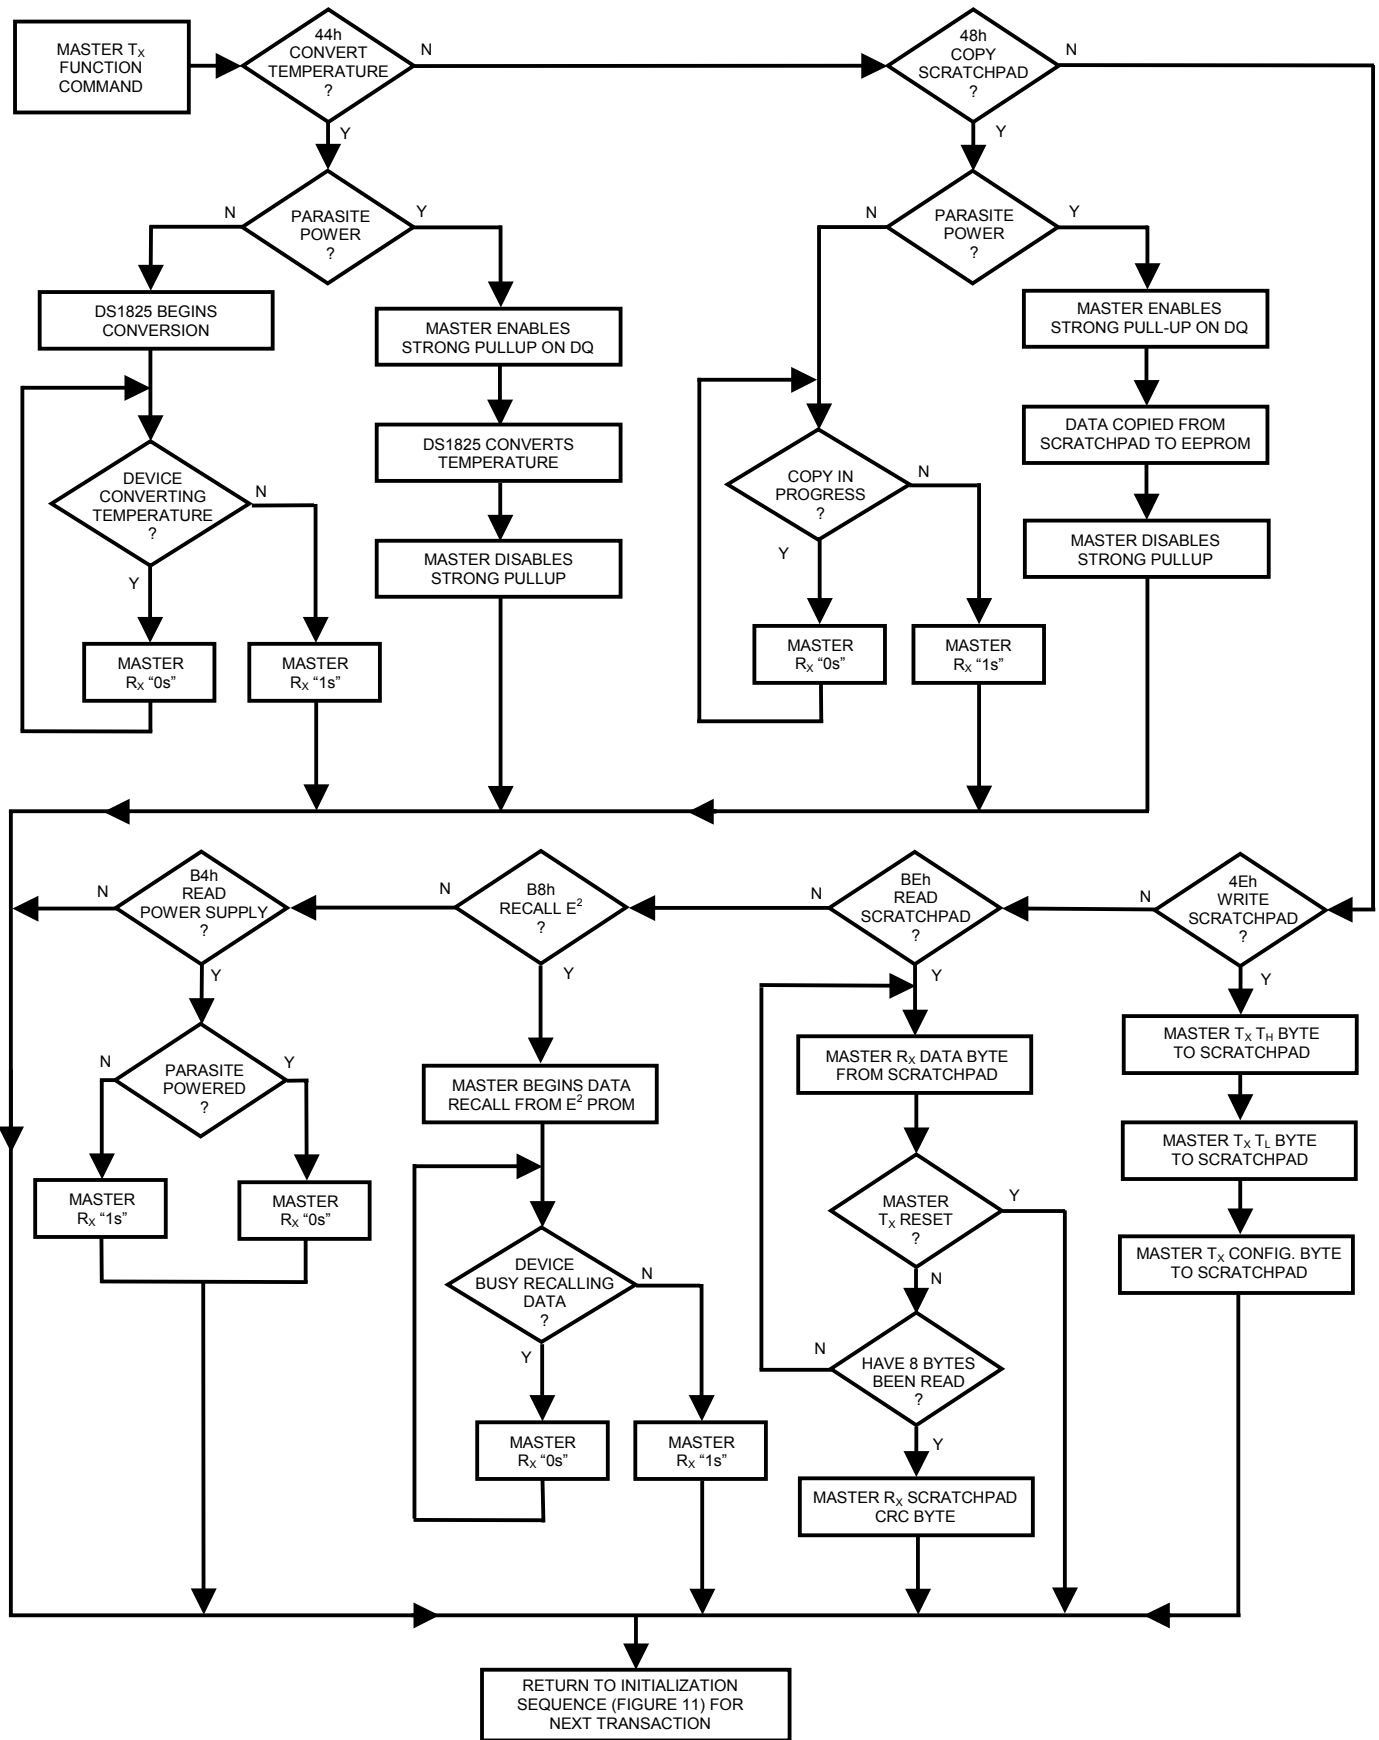 MASTER TX
FUNCTION
COMMAND
44h
CONVERT
TEMPERATURE
?
N
Y
48h
COPY
SCRATCHPAD
?
N
Y
PARASITE
POWER
?
N
Y
PARASITE
POWER
?
N
Y
DS1825 BEGINS
CONVERSION
MASTER ENABLES
STRONG PULLUP ON DQ
MASTER ENABLES
STRONG PULL-UP ON DQ
DS1825 CONVERTS
TEMPERATURE
DATA COPIED FROM
SCRATCHPAD TO EEPROM
DEVICE
CONVERTING
TEMPERATURE
?
N
Y
COPY IN
PROGRESS
?
N
Y
MASTER DISABLES
STRONG PULLUP
MASTER DISABLES
STRONG PULLUP
MASTER
RX “0s”
MASTER
RX “1s”
MASTER
RX “0s”
MASTER
RX “1s”
B4h
READ
POWER SUPPLY
?
N
Y
B8h
RECALL E2
?
N
Y
BEh
READ
SCRATCHPAD
?
N
Y
4Eh
WRITE
SCRATCHPAD
?
N
Y
PARASITE
POWERED
?
N
Y
MASTER
RX “1s”
MASTER
RX “0s”
MASTER BEGINS DATA
RECALL FROM E2 PROM
DEVICE
BUSY RECALLING
DATA
?
N
Y
MASTER
RX “0s”
MASTER
RX “1s”
MASTER RX DATA BYTE
FROM SCRATCHPAD
MASTER
TX RESET
?
Y
N
HAVE 8 BYTES
BEEN READ
?
N
Y
MASTER RX SCRATCHPAD
CRC BYTE
MASTER TX TH BYTE
TO SCRATCHPAD
MASTER TX TL BYTE
TO SCRATCHPAD
MASTER TX CONFIG. BYTE
TO SCRATCHPAD
RETURN TO INITIALIZATION
SEQUENCE (FIGURE 11) FOR
NEXT TRANSACTION